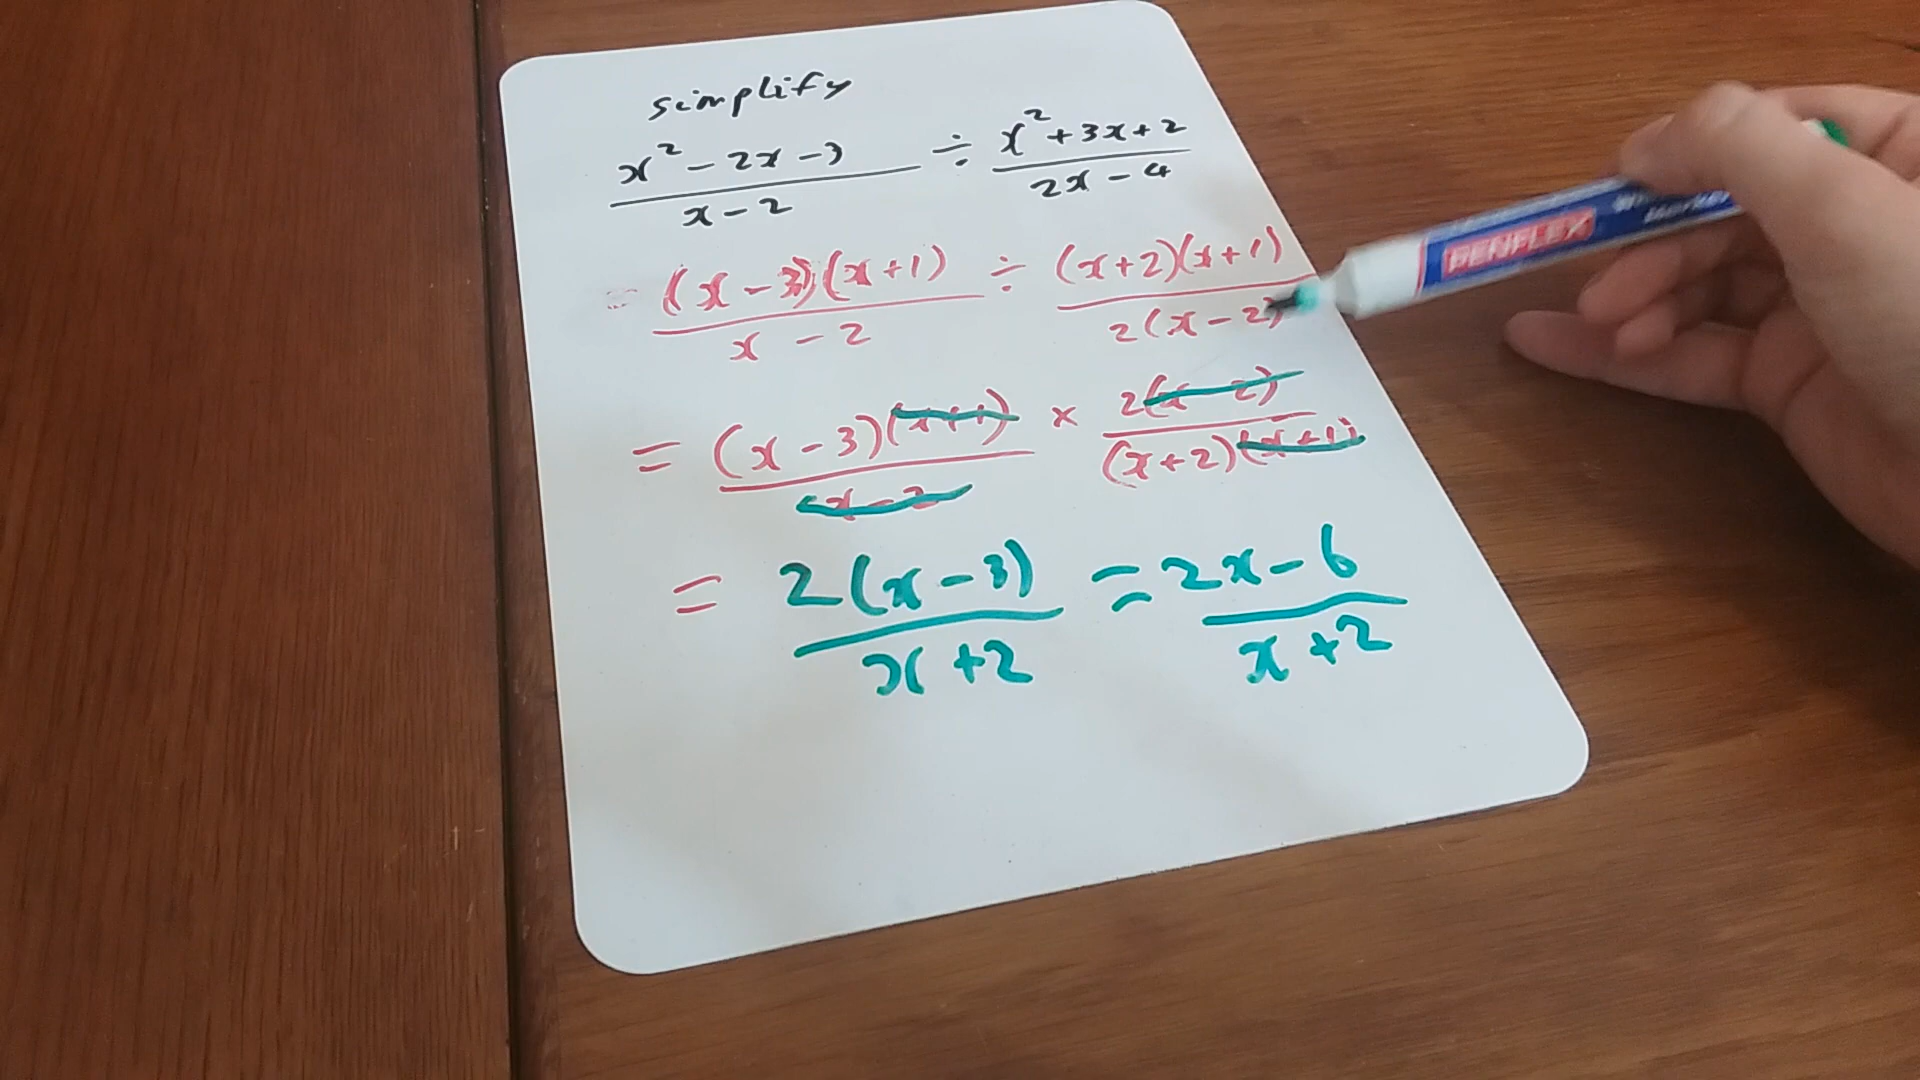 simplify
x² - 2x - 3 / x - 2 ÷ x² + 3x + 2 / 2x - 4
= (x - 3)(x + 1) / x - 2 ÷ (x + 2)(x + 1) / 2(x - 2)
= (x - 3)(x + 1) / x - 2 × 2(x - 2) / (x + 2)(x + 1)
= 2(x - 3) / x + 2 = 2x - 6 / x + 2
PENFLEX